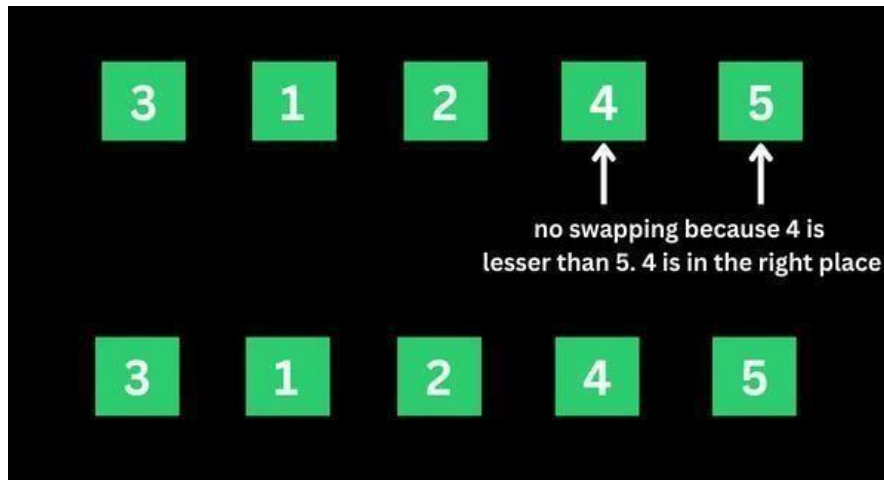 3 1 2 4 5
no swapping because 4 is
lesser than 5. 4 is in the right place
3 1 2 4 5